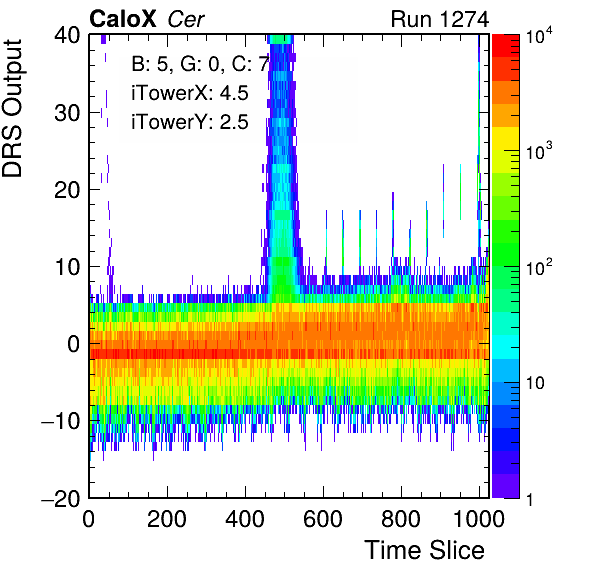 CaloX Cer Run 1274
B: 5, G: 0, C: 7
iTowerX: 4.5
iTowerY: 2.5
DRS Output
40
30
20
10
0
−10
−20
0 200 400 600 800 1000
Time Slice
10^4
10^3
10^2
10
1